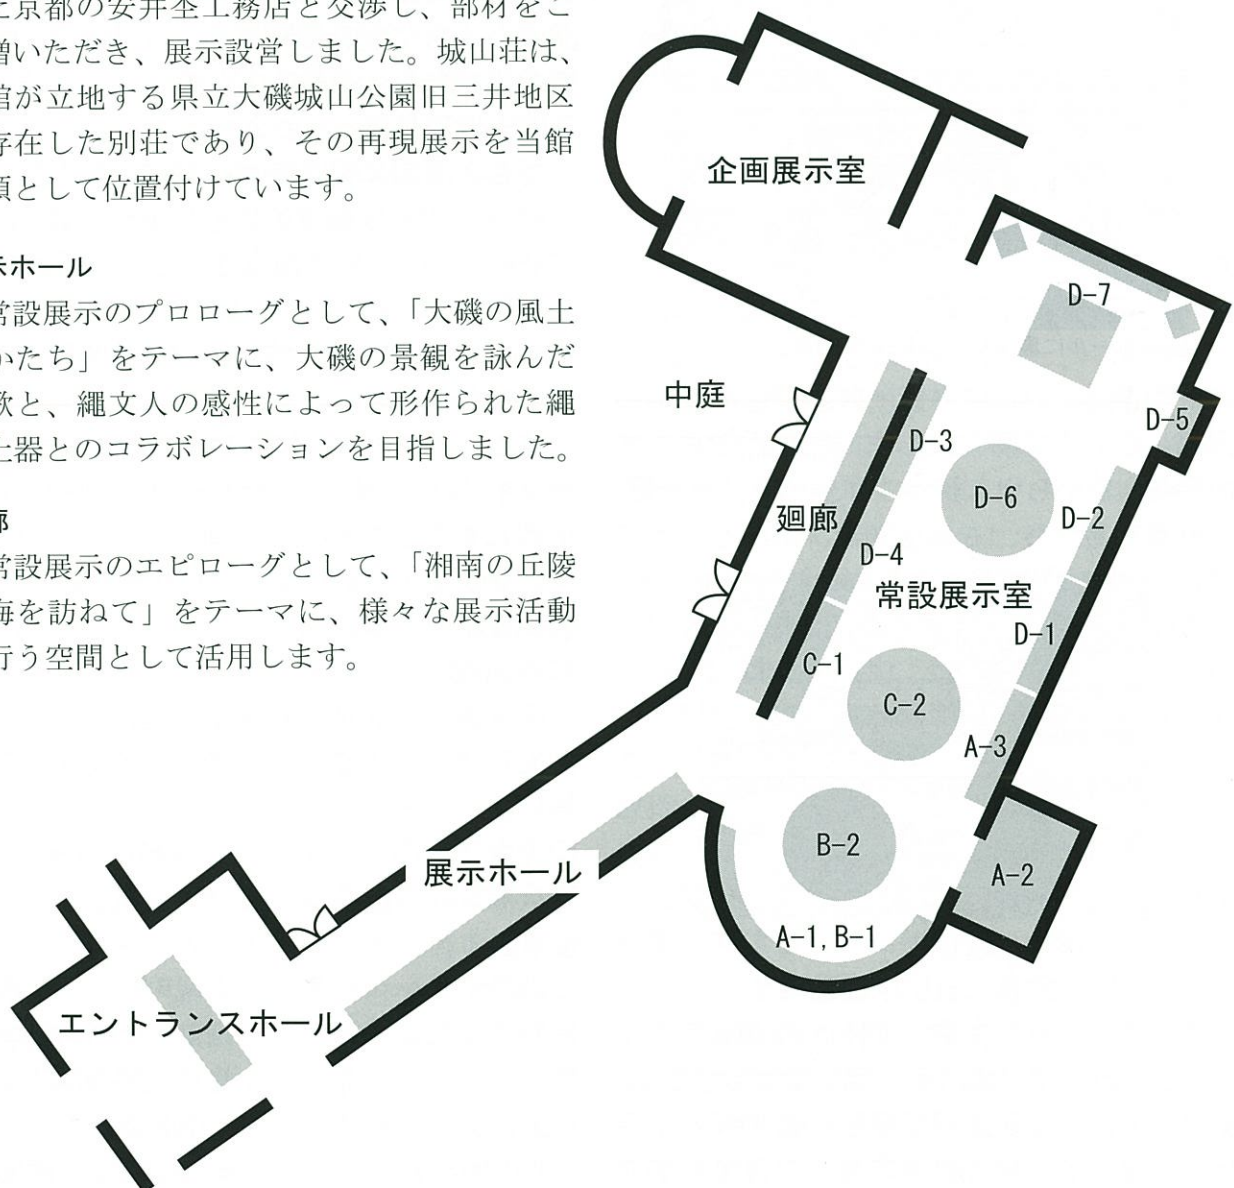 と京都の安井杢工務店と交渉し、部材をご
贈いただき、展示設営しました。城山荘は、
館が立地する県立大磯城山公園旧三井地区
存在した別荘であり、その再現展示を当館
頭として位置付けています。
示ホール
常設展示のプロローグとして、「大磯の風土
かたち」をテーマに、大磯の景観を詠んだ
歌と、縄文人の感性によって形作られた縄
土器とのコラボレーションを目指しました。
廊
常設展示のエピローグとして、「湘南の丘陵
海を訪ねて」をテーマに、様々な展示活動
行う空間として活用します。
企画展示室
D-7
中庭
D-5
D-3
D-6
D-2
廻廊
D-4
常設展示室
D-1
C-1
C-2
A-3
B-2
展示ホール
A-2
A-1, B-1
エントランスホール